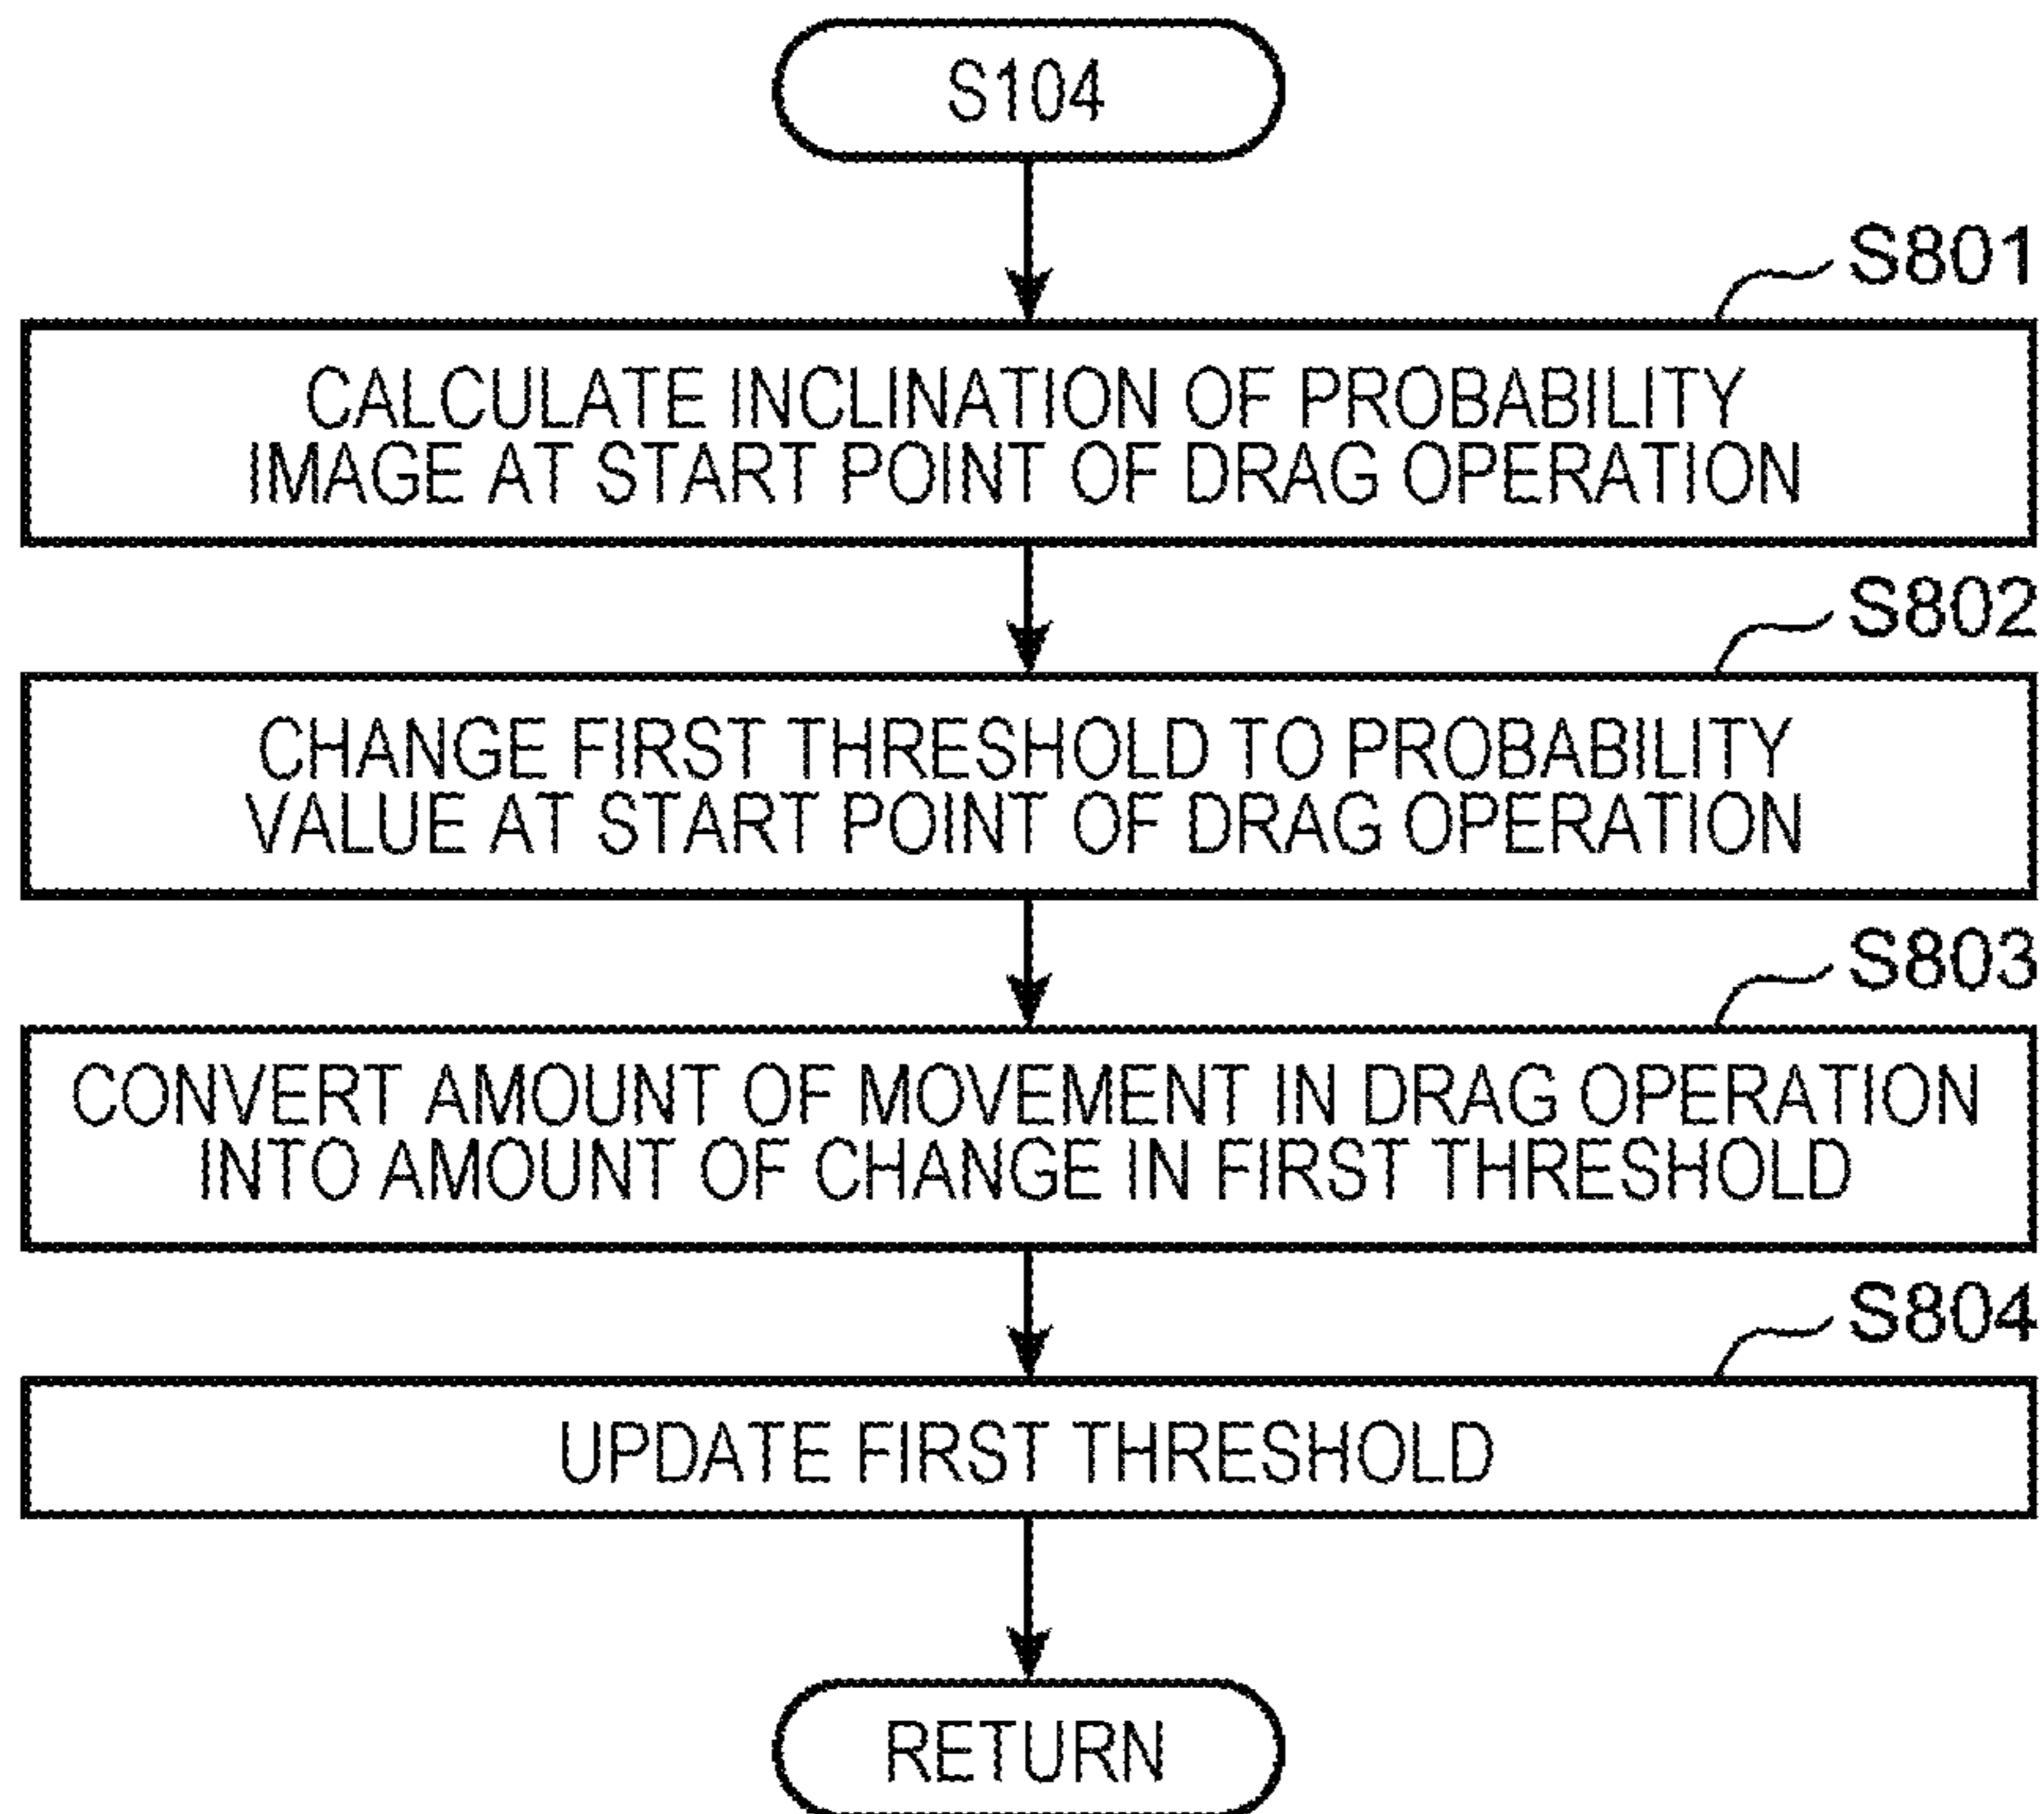 S104
S801
CALCULATE INCLINATION OF PROBABILITY
IMAGE AT START POINT OF DRAG OPERATION
S802
CHANGE FIRST THRESHOLD TO PROBABILITY
VALUE AT START POINT OF DRAG OPERATION
S803
CONVERT AMOUNT OF MOVEMENT IN DRAG OPERATION
INTO AMOUNT OF CHANGE IN FIRST THRESHOLD
S804
UPDATE FIRST THRESHOLD
RETURN